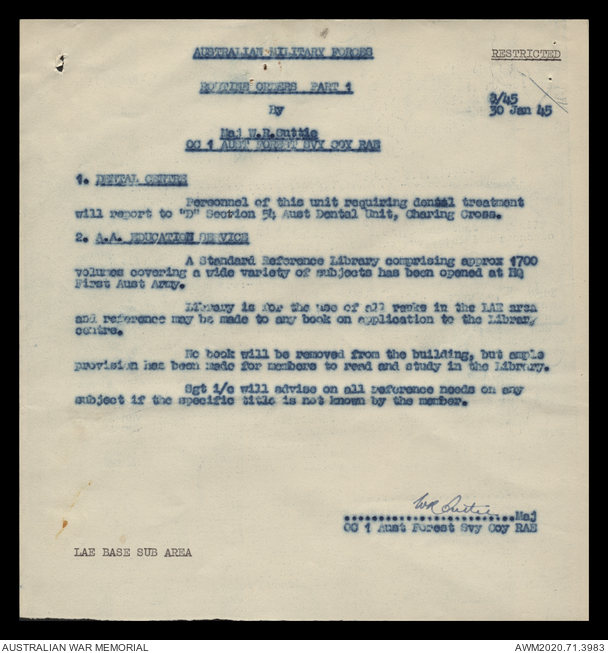 AUSTRALIAN MILITARY FORCES
RESTRICTED
ROUTINE ORDERS PART 1
2/45
30 Jan 45
By
Maj W.R.Suttie
OC 1 AUST FOREST SVY COY RAE
1. DENTAL CENTRE
Personnel of this unit requiring dental treatment
will report to "D" Section 54 Aust Dental Unit, Charing Cross.
2. A.A. EDUCATION SERVICE
A Standard Reference Library comprising approx 1700
volumes covering a wide variety of subjects has been opened at HQ
First Aust Army.
Library is for the use of all ranks in the LAE area
and reference may be made to any book on application to the Library
centre.
No book will be removed from the building, but ample
provision has been made for members to read and study in the Library.
Sgt i/c will advise on all reference needs on any
subject if the specific title is not known by the member.
WR Suttie
....................Maj
OC 1 Aust Forest Svy Coy RAE
LAE BASE SUB AREA
AUSTRALIAN WAR MEMORIAL
AWM2020.71.3983